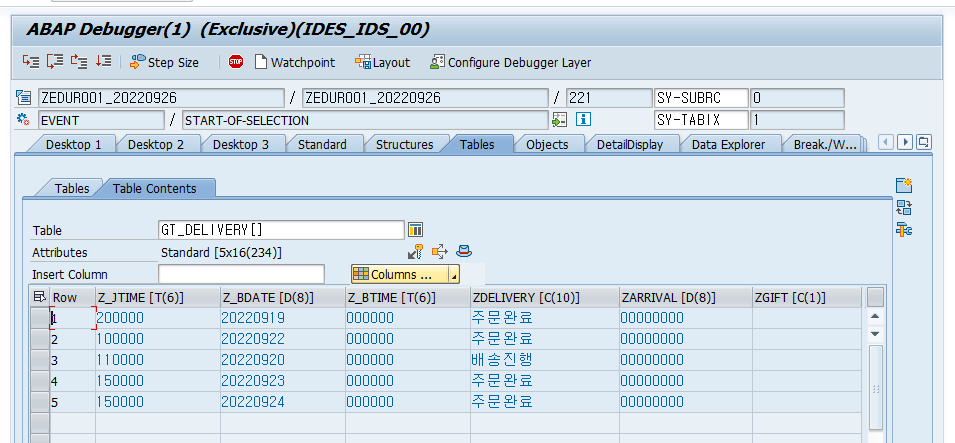 ABAP Debugger(1) (Exclusive)(IDES_IDS_00)
Step Size STOP Watchpoint Layout Configure Debugger Layer
ZEDUR001_20220926 / ZEDUR001_20220926 / 221 SY-SUBRC 0
EVENT / START-OF-SELECTION SY-TABIX 1
Desktop 1 Desktop 2 Desktop 3 Standard Structures Tables Objects DetailDisplay Data Explorer Break./W...
Tables Table Contents
Table GT_DELIVERY[]
Attributes Standard [5x16(234)]
Insert Column Columns ...
Row Z_JTIME [T(6)] Z_BDATE [D(8)] Z_BTIME [T(6)] ZDELIVERY [C(10)] ZARRIVAL [D(8)] ZGIFT [C(1)]
1 200000 20220919 000000 주문완료 00000000
2 100000 20220922 000000 주문완료 00000000
3 110000 20220920 000000 배송진행 00000000
4 150000 20220923 000000 주문완료 00000000
5 150000 20220924 000000 주문완료 00000000